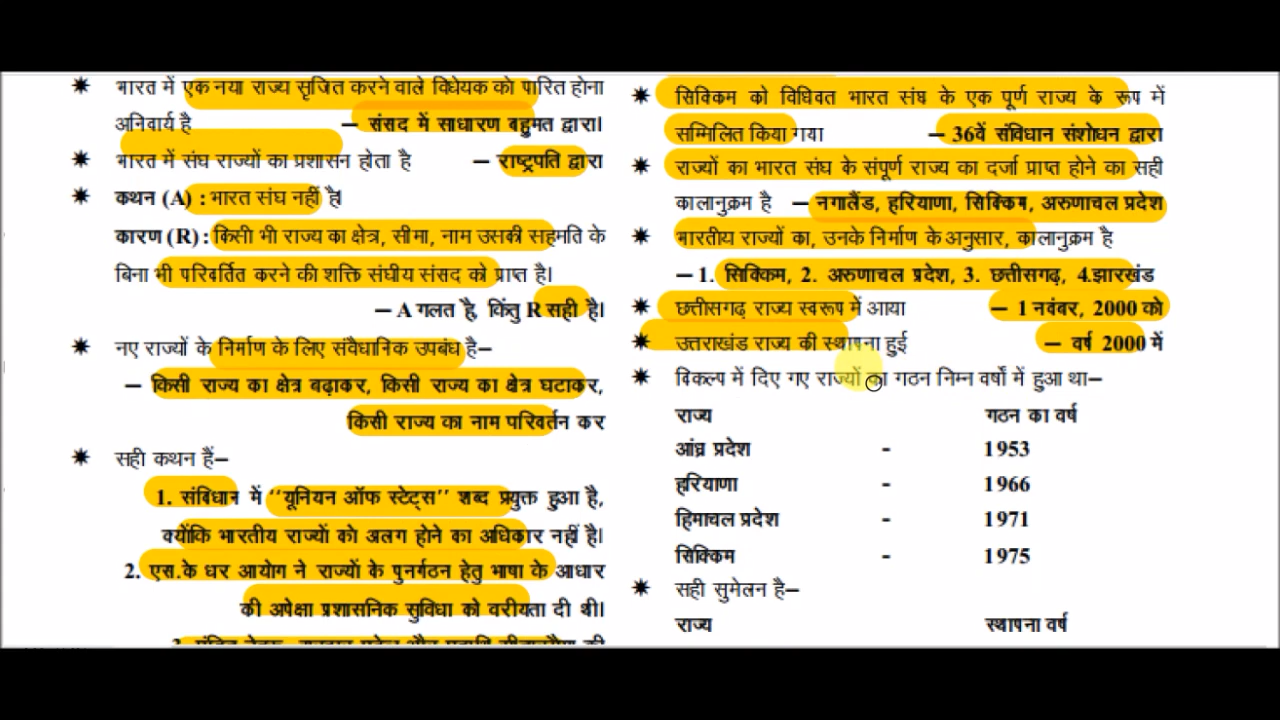 ✷ भारत में एक नया राज्य सृजित करने वाले विधेयक को पारित होना
अनिवार्य है – संसद में साधारण बहुमत द्वारा।
✷ भारत में संघ राज्यों का प्रशासन होता है – राष्ट्रपति द्वारा
✷ कथन (A) : भारत संघ नहीं है।
कारण (R) : किसी भी राज्य का क्षेत्र, सीमा, नाम उसकी सहमति के
बिना भी परिवर्तित करने की शक्ति संघीय संसद को प्राप्त है।
– A गलत है, किंतु R सही है।
✷ नए राज्यों के निर्माण के लिए संवैधानिक उपबंध है–
– किसी राज्य का क्षेत्र बढ़ाकर, किसी राज्य का क्षेत्र घटाकर,
किसी राज्य का नाम परिवर्तन कर
✷ सही कथन हैं–
1. संविधान में ‘‘यूनियन ऑफ स्टेट्स’’ शब्द प्रयुक्त हुआ है,
क्योंकि भारतीय राज्यों को अलग होने का अधिकार नहीं है।
2. एस.के धर आयोग ने राज्यों के पुनर्गठन हेतु भाषा के आधार
की अपेक्षा प्रशासनिक सुविधा को वरीयता दी थी।
✷ सिक्किम को विधिवत भारत संघ के एक पूर्ण राज्य के रूप में
सम्मिलित किया गया – 36वें संविधान संशोधन द्वारा
✷ राज्यों का भारत संघ के संपूर्ण राज्य का दर्जा प्राप्त होने का सही
कालानुक्रम है – नगालैंड, हरियाणा, सिक्किम, अरुणाचल प्रदेश
✷ भारतीय राज्यों का, उनके निर्माण के अनुसार, कालानुक्रम है
– 1. सिक्किम, 2. अरुणाचल प्रदेश, 3. छत्तीसगढ़, 4.झारखंड
✷ छत्तीसगढ़ राज्य स्वरूप में आया – 1 नवंबर, 2000 को
✷ उत्तराखंड राज्य की स्थापना हुई – वर्ष 2000 में
✷ विकल्प में दिए गए राज्यों का गठन निम्न वर्षों में हुआ था–
राज्य गठन का वर्ष
आंध्र प्रदेश - 1953
हरियाणा - 1966
हिमाचल प्रदेश - 1971
सिक्किम - 1975
✷ सही सुमेलन है–
राज्य स्थापना वर्ष